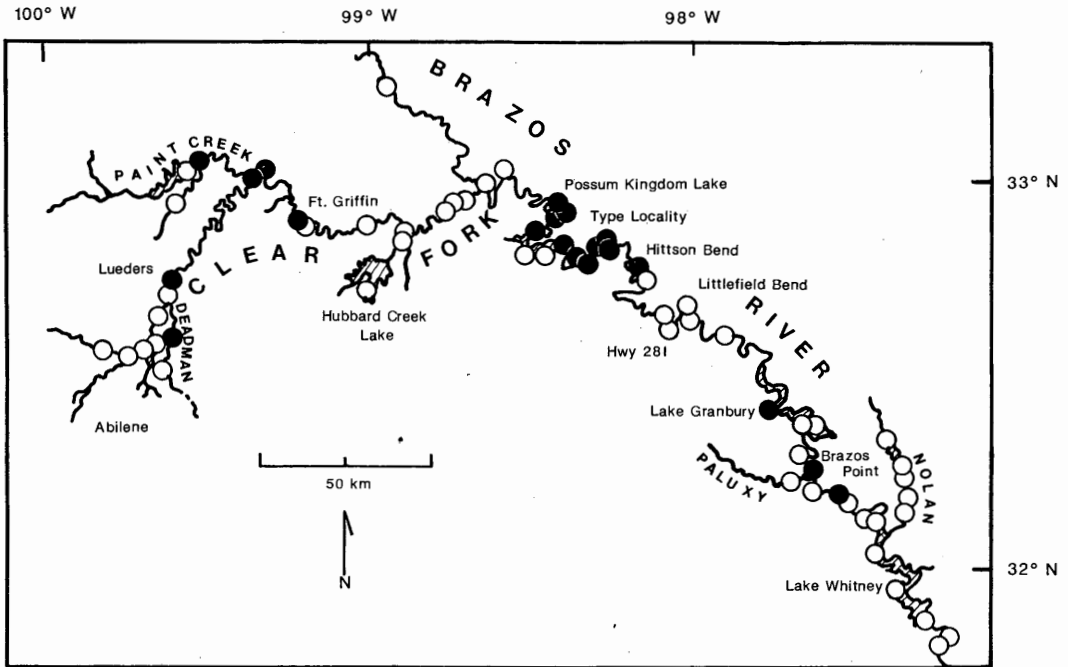 100° W
99° W
98° W
BRAZOS
PAINT CREEK
33° N
Possum Kingdom Lake
Ft. Griffin
Type Locality
CLEAR
FORK
Hittson Bend
Lueders
Littlefield Bend
RIVER
DEADMAN
Hubbard Creek
Lake
Hwy 281
Lake Granbury
Abilene
Brazos
Point
PALUXY
NOLAN
50 km
N
32° N
Lake Whitney